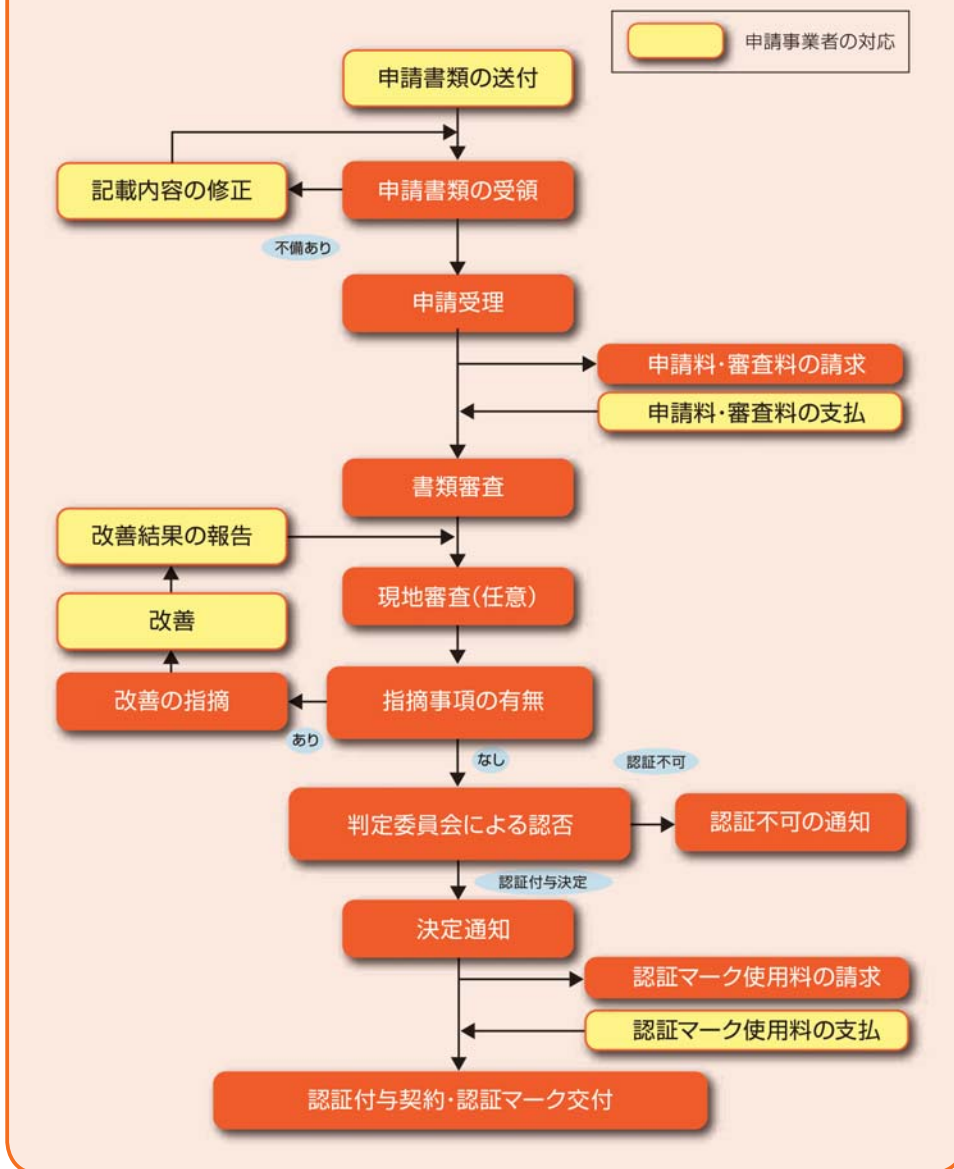 申請事業者の対応
申請書類の送付
記載内容の修正
申請書類の受領
不備あり
申請受理
申請料・審査料の請求
申請料・審査料の支払
書類審査
改善結果の報告
現地審査(任意)
改善
改善の指摘
指摘事項の有無
あり
なし
認証不可
判定委員会による認否
認証不可の通知
認証付与決定
決定通知
認証マーク使用料の請求
認証マーク使用料の支払
認証付与契約・認証マーク交付